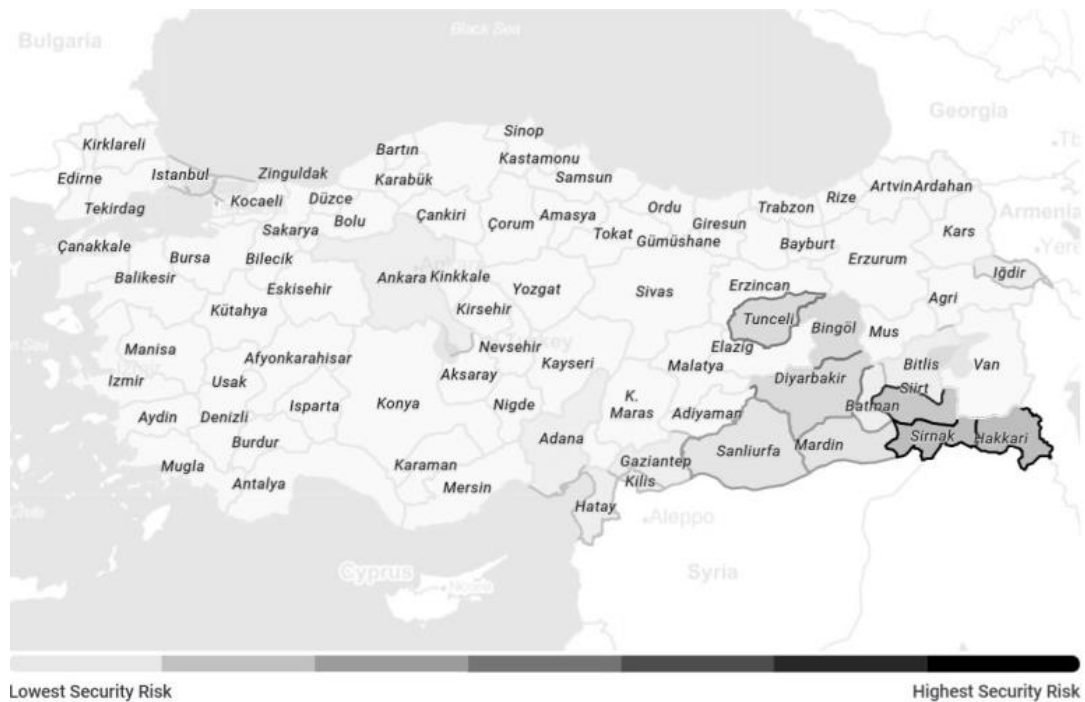 Bulgaria
Black Sea
Georgia
Sinop
Kirklareli
Bartın
Kastamonu
Edirne
Istanbul
Zinguldak
Karabük
Samsun
Artvin
Ardahan
Tekirdag
Kocaeli
Düzce
Çankiri
Çorum
Amasya
Ordu
Trabzon
Rize
Armenia
Sakarya
Bolu
Tokat
Giresun
Gümüshane
Bayburt
Kars
Çanakkale
Bursa
Bilecik
Erzurum
Balikesir
Eskisehir
Ankara
Kinkkale
Yozgat
Sivas
Erzincan
Iğdir
Kütahya
Kirsehir
Tunceli
Bingöl
Agri
Mus
Manisa
Afyonkarahisar
Nevsehir
Kayseri
Elazig
Malatya
Bitlis
Van
Izmir
Usak
Aksaray
Diyarbakir
Siirt
Aydin
Denizli
Isparta
Konya
Nigde
K.
Maras
Adiyaman
Batman
Burdur
Adana
Sanliurfa
Mardin
Sirnak
Hakkari
Mugla
Antalya
Karaman
Mersin
Gaziantep
Kilis
Hatay
Aleppo
Cyprus
Syria
Lowest Security Risk
Highest Security Risk